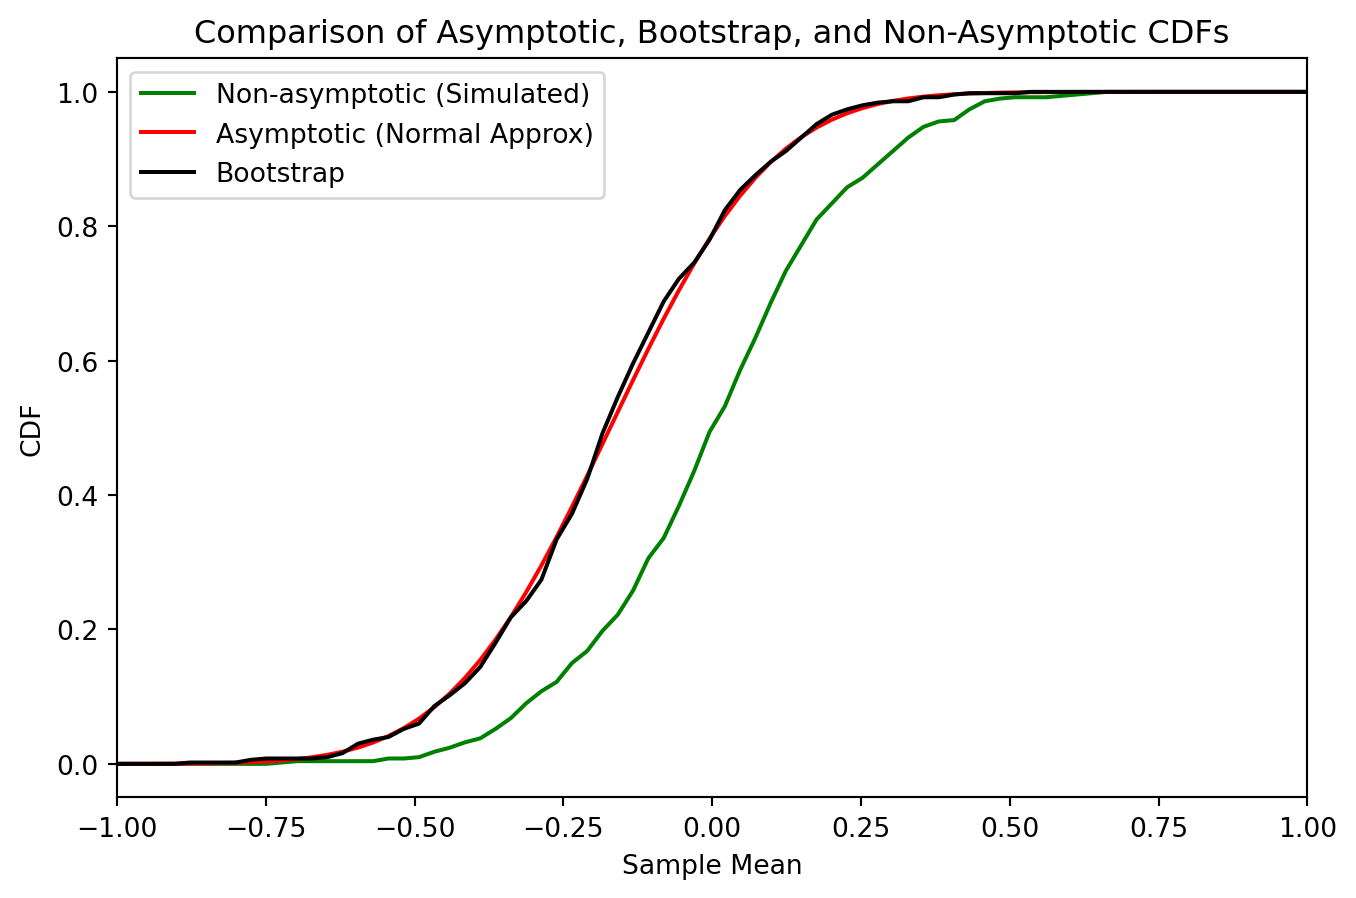 Comparison of Asymptotic, Bootstrap, and Non-Asymptotic CDFs
Non-asymptotic (Simulated)
Asymptotic (Normal Approx)
Bootstrap
1.0
0.8
0.6
0.4
0.2
0.0
CDF
−1.00 −0.75 −0.50 −0.25 0.00 0.25 0.50 0.75 1.00
Sample Mean